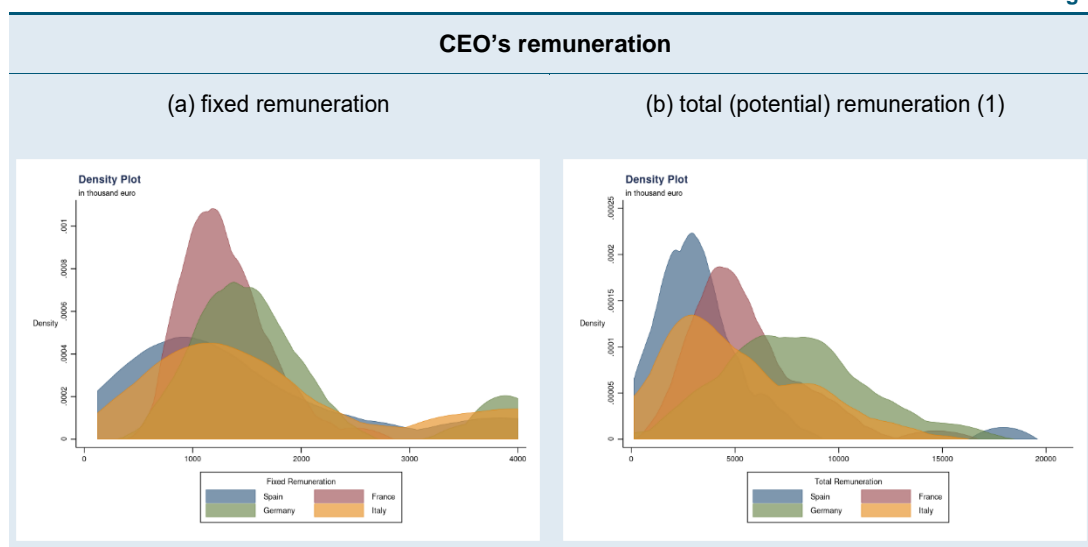 g
CEO's remuneration
(a) fixed remuneration
(b) total (potential) remuneration (1)
Density Plot
in thousand euro
.001
.0008
.0006
Density
.0004
.0002
0
0 1000 2000 3000 4000
Fixed Remuneration
Spain France
Germany Italy
Density Plot
in thousand euro
.00025
.0002
.00015
Density
.0001
.00005
0
0 5000 10000 15000 20000
Total Remuneration
Spain France
Germany Italy